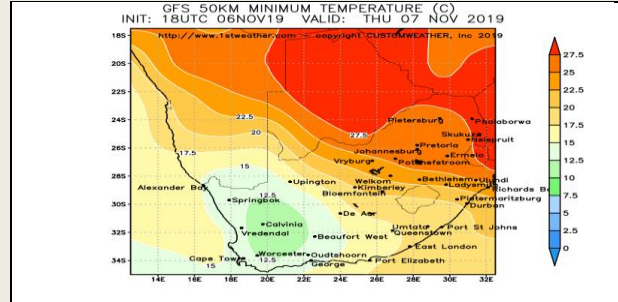 GFS 50KM MINIMUM TEMPERATURE (C)
INIT: 18UTC 06NOV19 VALID: THU 07 NOV 2019
http://www.1stweather.com -- copyright CUSTOMWEATHER, Inc 2019
18S
20S
22S
24S
26S
28S
30S
32S
34S
14E
16E
18E
20E
22E
24E
26E
28E
30E
32E
27.5
25
22.5
20
17.5
15
12.5
10
7.5
5
2.5
0
22.5
20
27.5
17.5
15
12.5
12.5
15
Pietersburg
Phalaborwa
Skukuza
Nelspruit
Pretoria
Johannesburg
Ermelo
Potchefstroom
Vryburg
Welkom
Bethlehem
Ulundi
Ladysmith
Richards B
Kimberley
Bloemfontein
Upington
Alexander Bay
Springbok
Pietermaritzburg
Durban
De Aar
Calvinia
Vredendal
Umtata
Port St Johns
Queenstown
Beaufort West
East London
Worcester
Oudtshoorn
Cape Town
George
Port Elizabeth